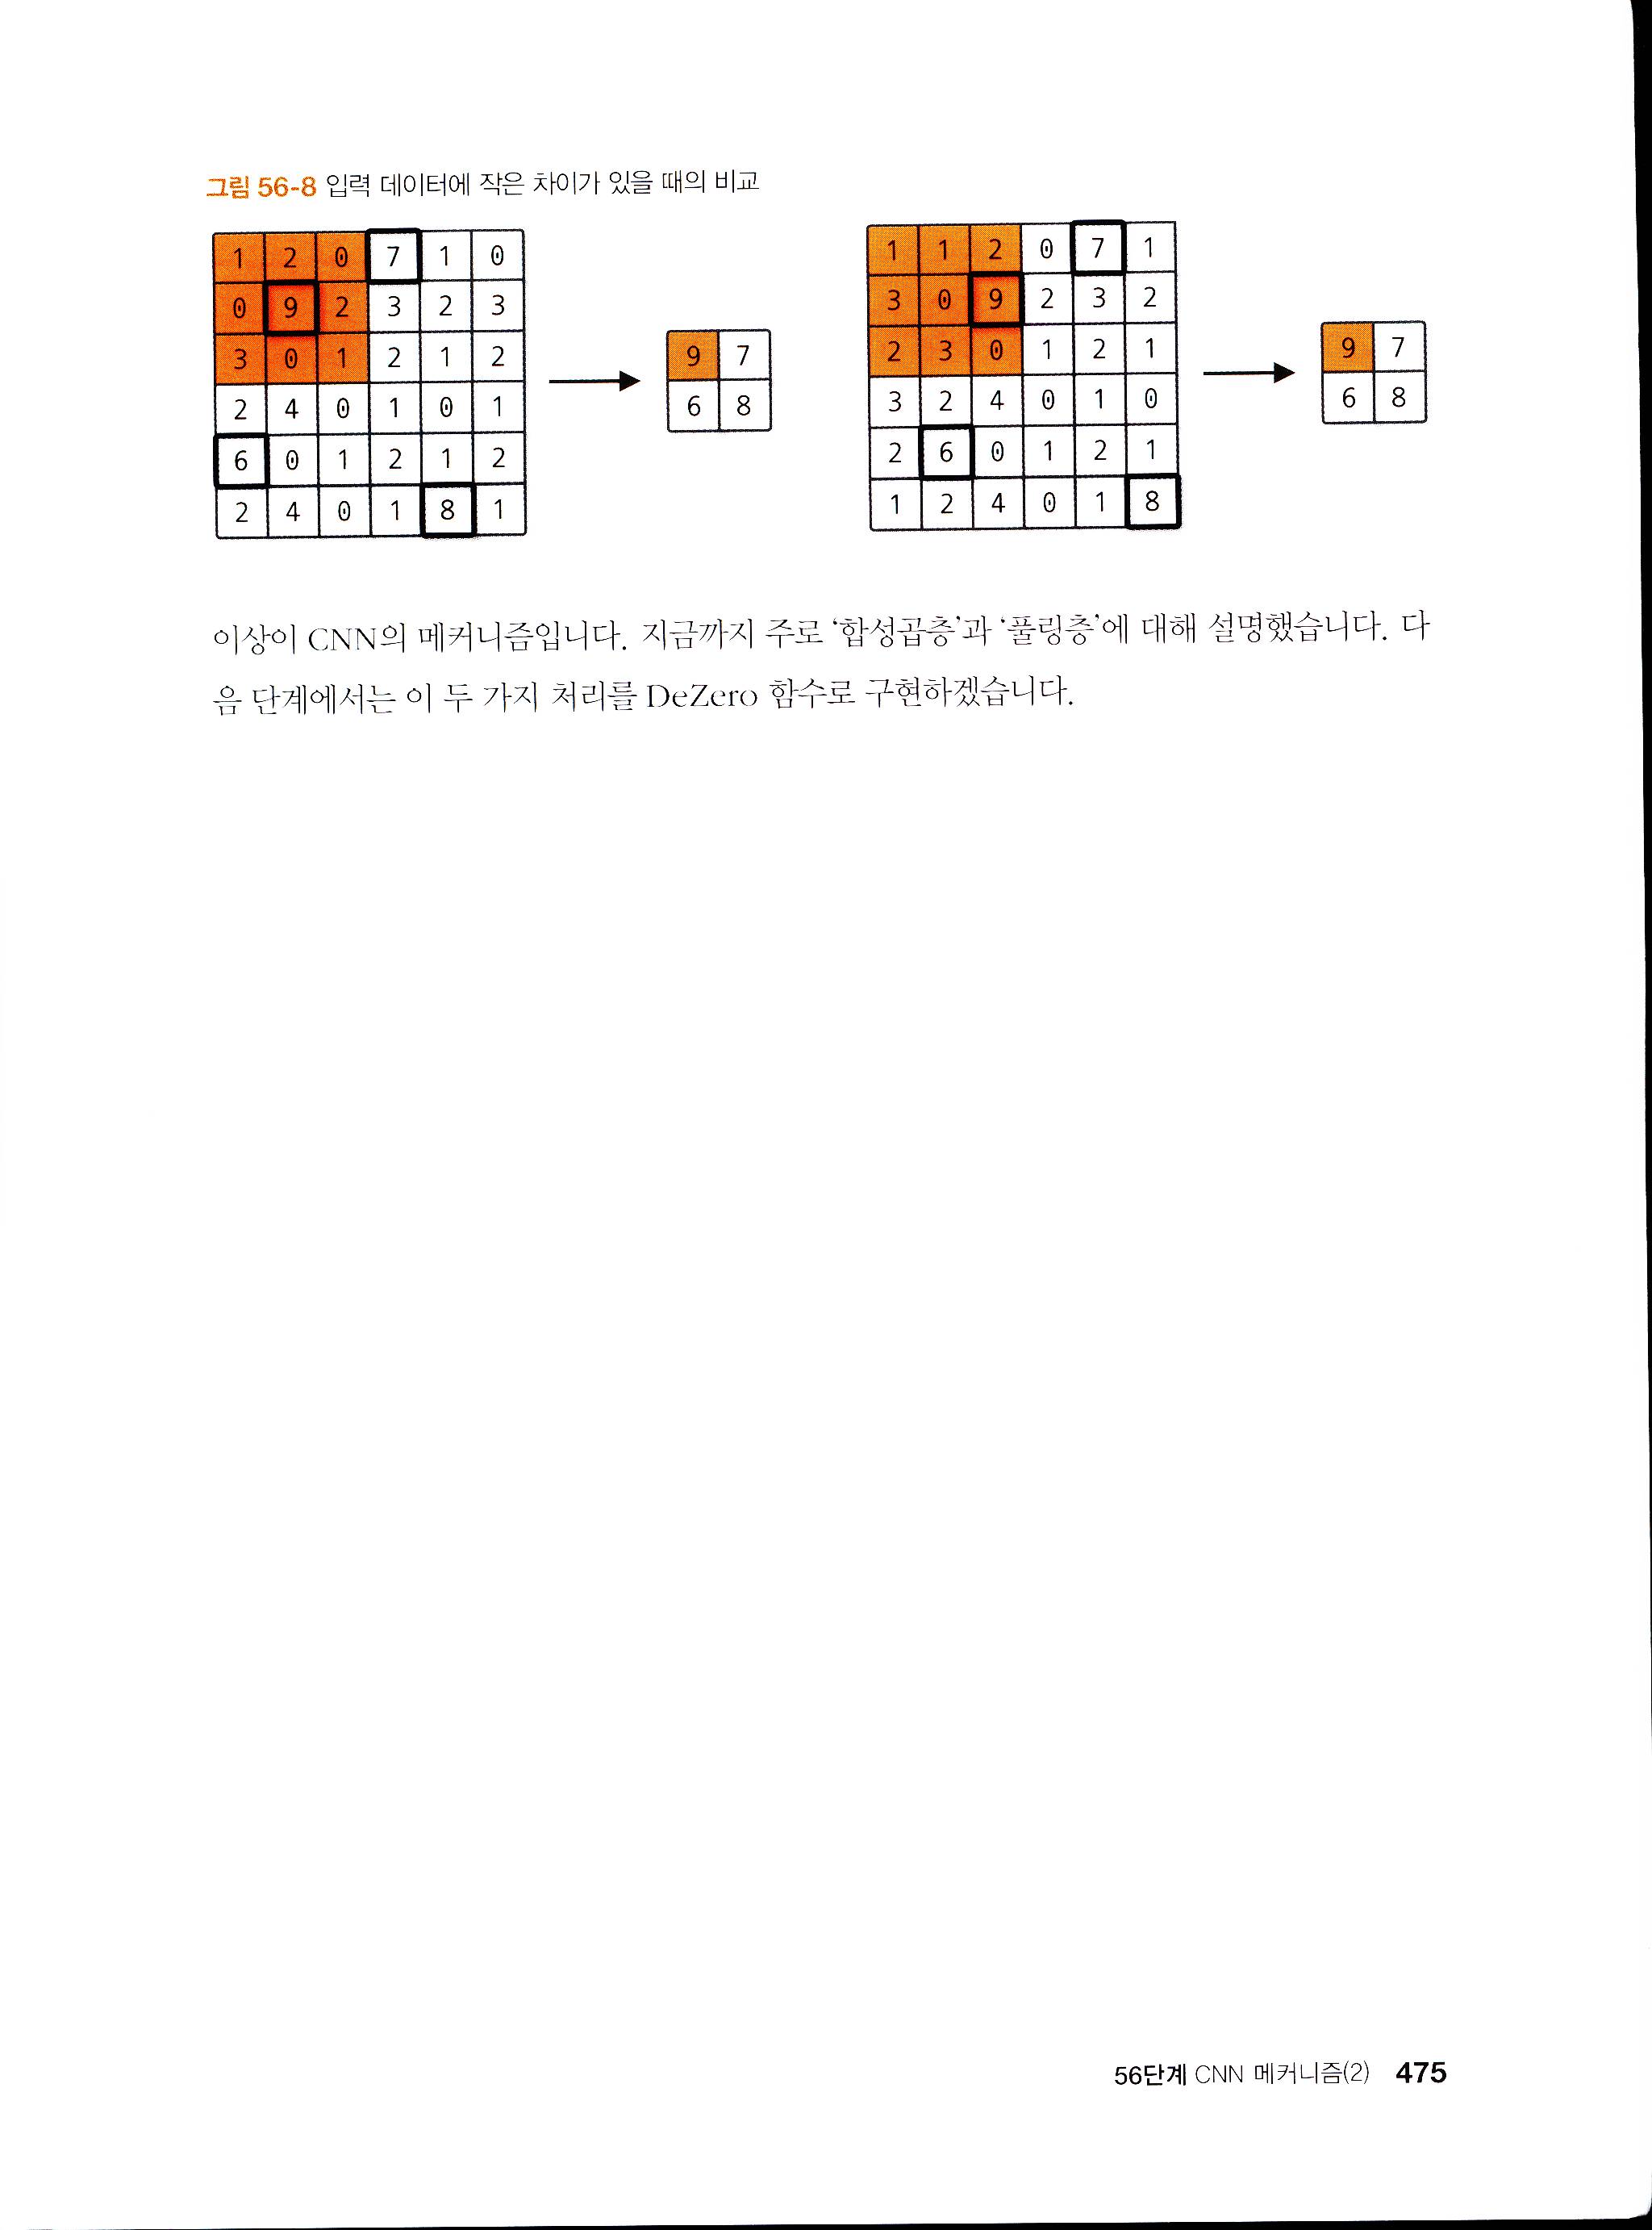 그림 56-8 입력 데이터에 작은 차이가 있을 때의 비교
1 2 0 7 1 0
0 9 2 3 2 3
3 0 1 2 1 2
2 4 0 1 0 1
6 0 1 2 1 2
2 4 0 1 8 1
9 7
6 8
1 1 2 0 7 1
3 0 9 2 3 2
2 3 0 1 2 1
3 2 4 0 1 0
2 6 0 1 2 1
1 2 4 0 1 8
9 7
6 8
이상이 CNN의 메커니즘입니다. 지금까지 주로 ‘합성곱층’과 ‘풀링층’에 대해 설명했습니다. 다
음 단계에서는 이 두 가지 처리를 DeZero 함수로 구현하겠습니다.
56단계 CNN 메커니즘(2) 475